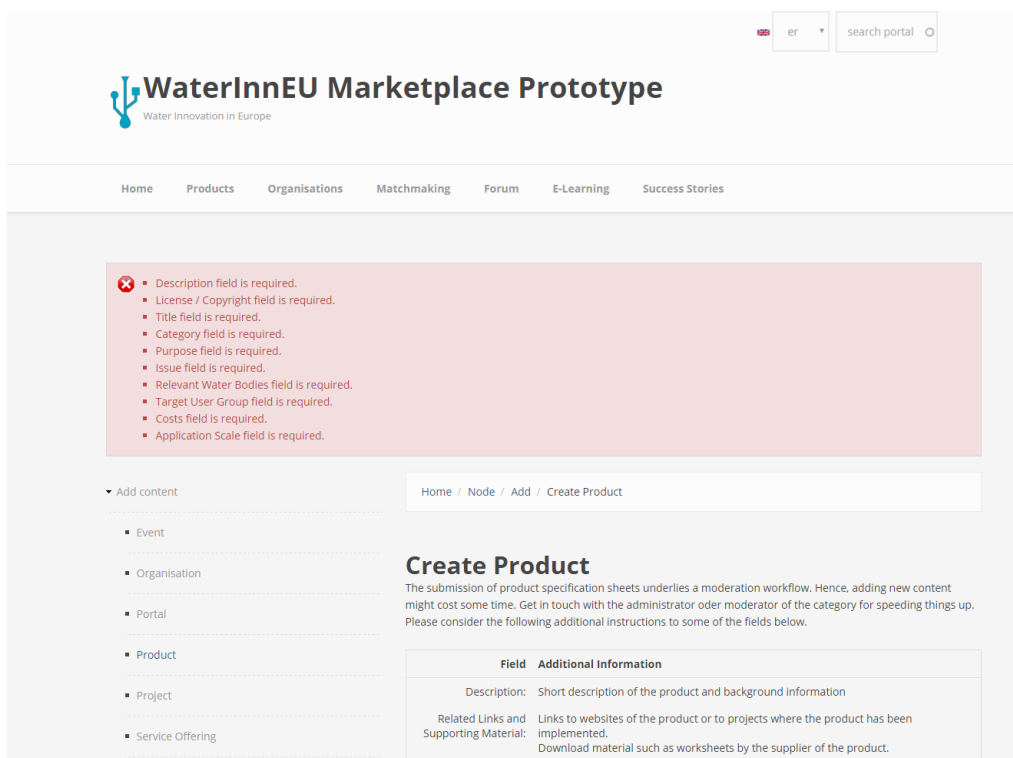 er
search portal
WaterInnEU Marketplace Prototype
Water Innovation in Europe
Home Products Organisations Matchmaking Forum E-Learning Success Stories
Description field is required.
License / Copyright field is required.
Title field is required.
Category field is required.
Purpose field is required.
Issue field is required.
Relevant Water Bodies field is required.
Target User Group field is required.
Costs field is required.
Application Scale field is required.
Add content
Event
Organisation
Portal
Product
Project
Service Offering
Home / Node / Add / Create Product
Create Product
The submission of product specification sheets underlies a moderation workflow. Hence, adding new content
might cost some time. Get in touch with the administrator oder moderator of the category for speeding things up.
Please consider the following additional instructions to some of the fields below.
Field Additional Information
Description: Short description of the product and background information
Related Links and
Supporting Material:
Links to websites of the product or to projects where the product has been
implemented.
Download material such as worksheets by the supplier of the product.